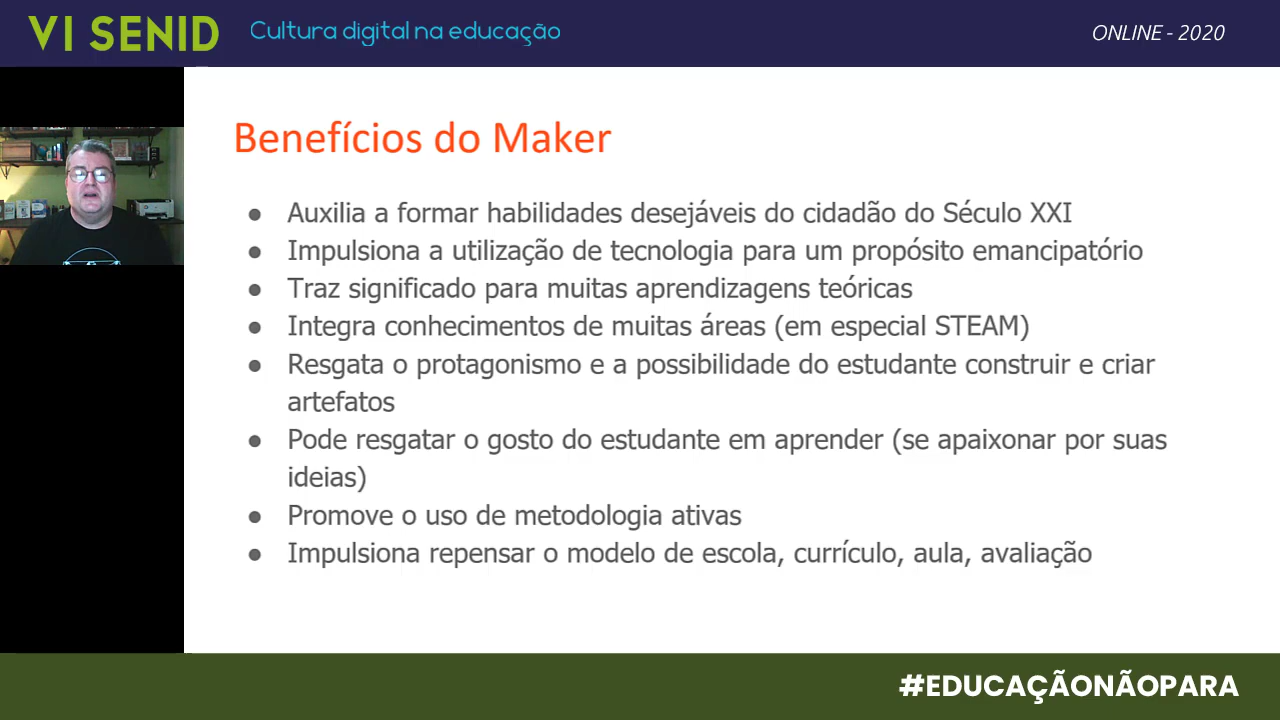 VI SENID
Cultura digital na educação
ONLINE - 2020
Benefícios do Maker
● Auxilia a formar habilidades desejáveis do cidadão do Século XXI
● Impulsiona a utilização de tecnologia para um propósito emancipatório
● Traz significado para muitas aprendizagens teóricas
● Integra conhecimentos de muitas áreas (em especial STEAM)
● Resgata o protagonismo e a possibilidade do estudante construir e criar
artefatos
● Pode resgatar o gosto do estudante em aprender (se apaixonar por suas
ideias)
● Promove o uso de metodologia ativas
● Impulsiona repensar o modelo de escola, currículo, aula, avaliação
#EDUCAÇÃONÃOPARA